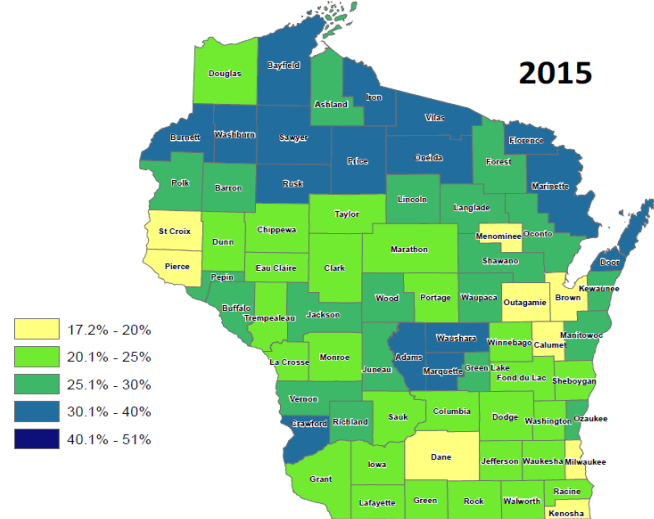 2015
Douglas
Bayfield
Ashland
Iron
Vilas
Florence
Burnett
Washburn
Sawyer
Price
Oneida
Forest
Marinette
Polk
Barron
Rusk
Lincoln
Langlade
Taylor
Oconto
St Croix
Dunn
Chippewa
Marathon
Menominee
Pierce
Eau Claire
Clark
Shawano
Door
Pepin
Buffalo
Trempealeau
Jackson
Wood
Portage
Waupaca
Outagamie
Brown
Kewaunee
17.2% - 20%
20.1% - 25%
25.1% - 30%
30.1% - 40%
40.1% - 51%
La Crosse
Monroe
Juneau
Adams
Waushara
Marquette
Green Lake
Winnebago
Calumet
Manitowoc
Fond du Lac
Sheboygan
Vernon
Crawford
Richland
Sauk
Columbia
Dodge
Washington
Ozaukee
Grant
Iowa
Dane
Jefferson
Waukesha
Milwaukee
Lafayette
Green
Rock
Walworth
Racine
Kenosha